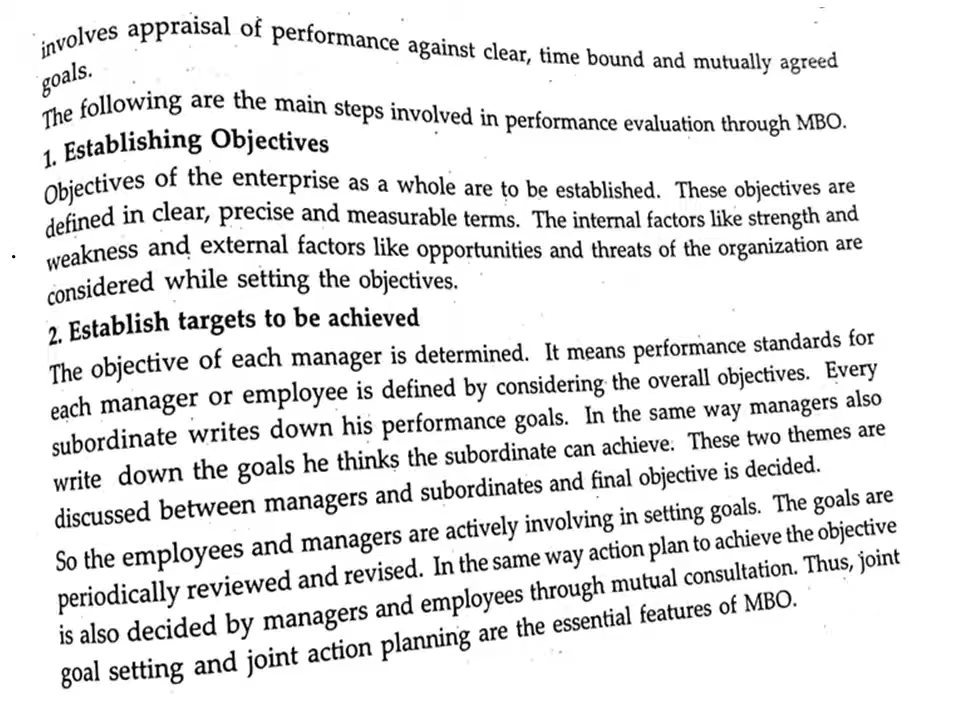 involves appraisal of performance against clear, time bound and mutually agreed
goals.
The following are the main steps involved in performance evaluation through MBO.
1. Establishing Objectives
Objectives of the enterprise as a whole are to be established. These objectives are
defined in clear, precise and measurable terms. The internal factors like strength and
weakness and external factors like opportunities and threats of the organization are
considered while setting the objectives.
2. Establish targets to be achieved
The objective of each manager is determined. It means performance standards for
each manager or employee is defined by considering the overall objectives. Every
subordinate writes down his performance goals. In the same way managers also
write down the goals he thinks the subordinate can achieve. These two themes are
discussed between managers and subordinates and final objective is decided.
So the employees and managers are actively involving in setting goals. The goals are
periodically reviewed and revised. In the same way action plan to achieve the objective
is also decided by managers and employees through mutual consultation. Thus, joint
goal setting and joint action planning are the essential features of MBO.